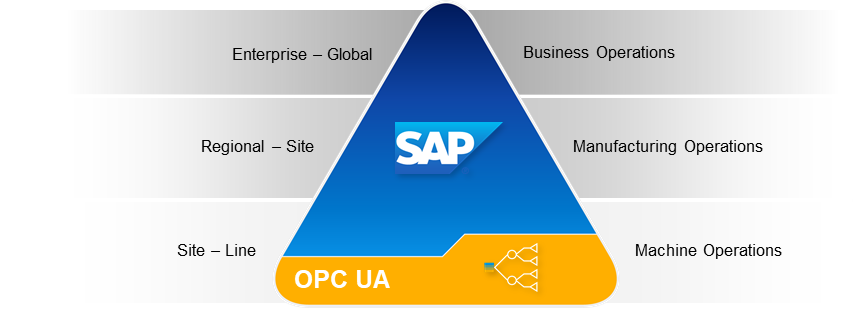 Enterprise – Global
Business Operations
Regional – Site
SAP
Manufacturing Operations
Site – Line
Machine Operations
OPC UA